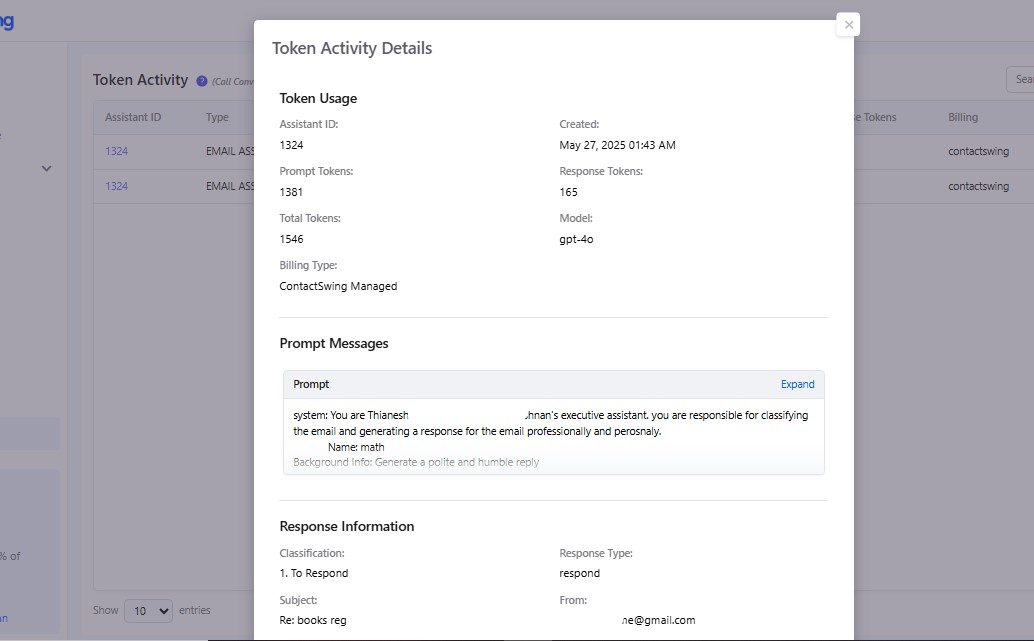 ng
Token Activity Details
Token Activity ? (Call Conv
Sea
Assistant ID Type
e Tokens Billing
1324 EMAIL ASS
contactswing
1324 EMAIL ASS
contactswing
Token Usage
Assistant ID: Created:
1324 May 27, 2025 01:43 AM
Prompt Tokens: Response Tokens:
1381 165
Total Tokens: Model:
1546 gpt-4o
Billing Type:
ContactSwing Managed
Prompt Messages
Prompt Expand
system: You are Thianesh hnan's executive assistant. you are responsible for classifying
the email and generating a response for the email professionally and perosnaly.
Name: math
Background Info: Generate a polite and humble reply
Response Information
Classification: Response Type:
1. To Respond respond
Subject: From:
Re: books reg ne@gmail.com
% of
an
Show 10 entries